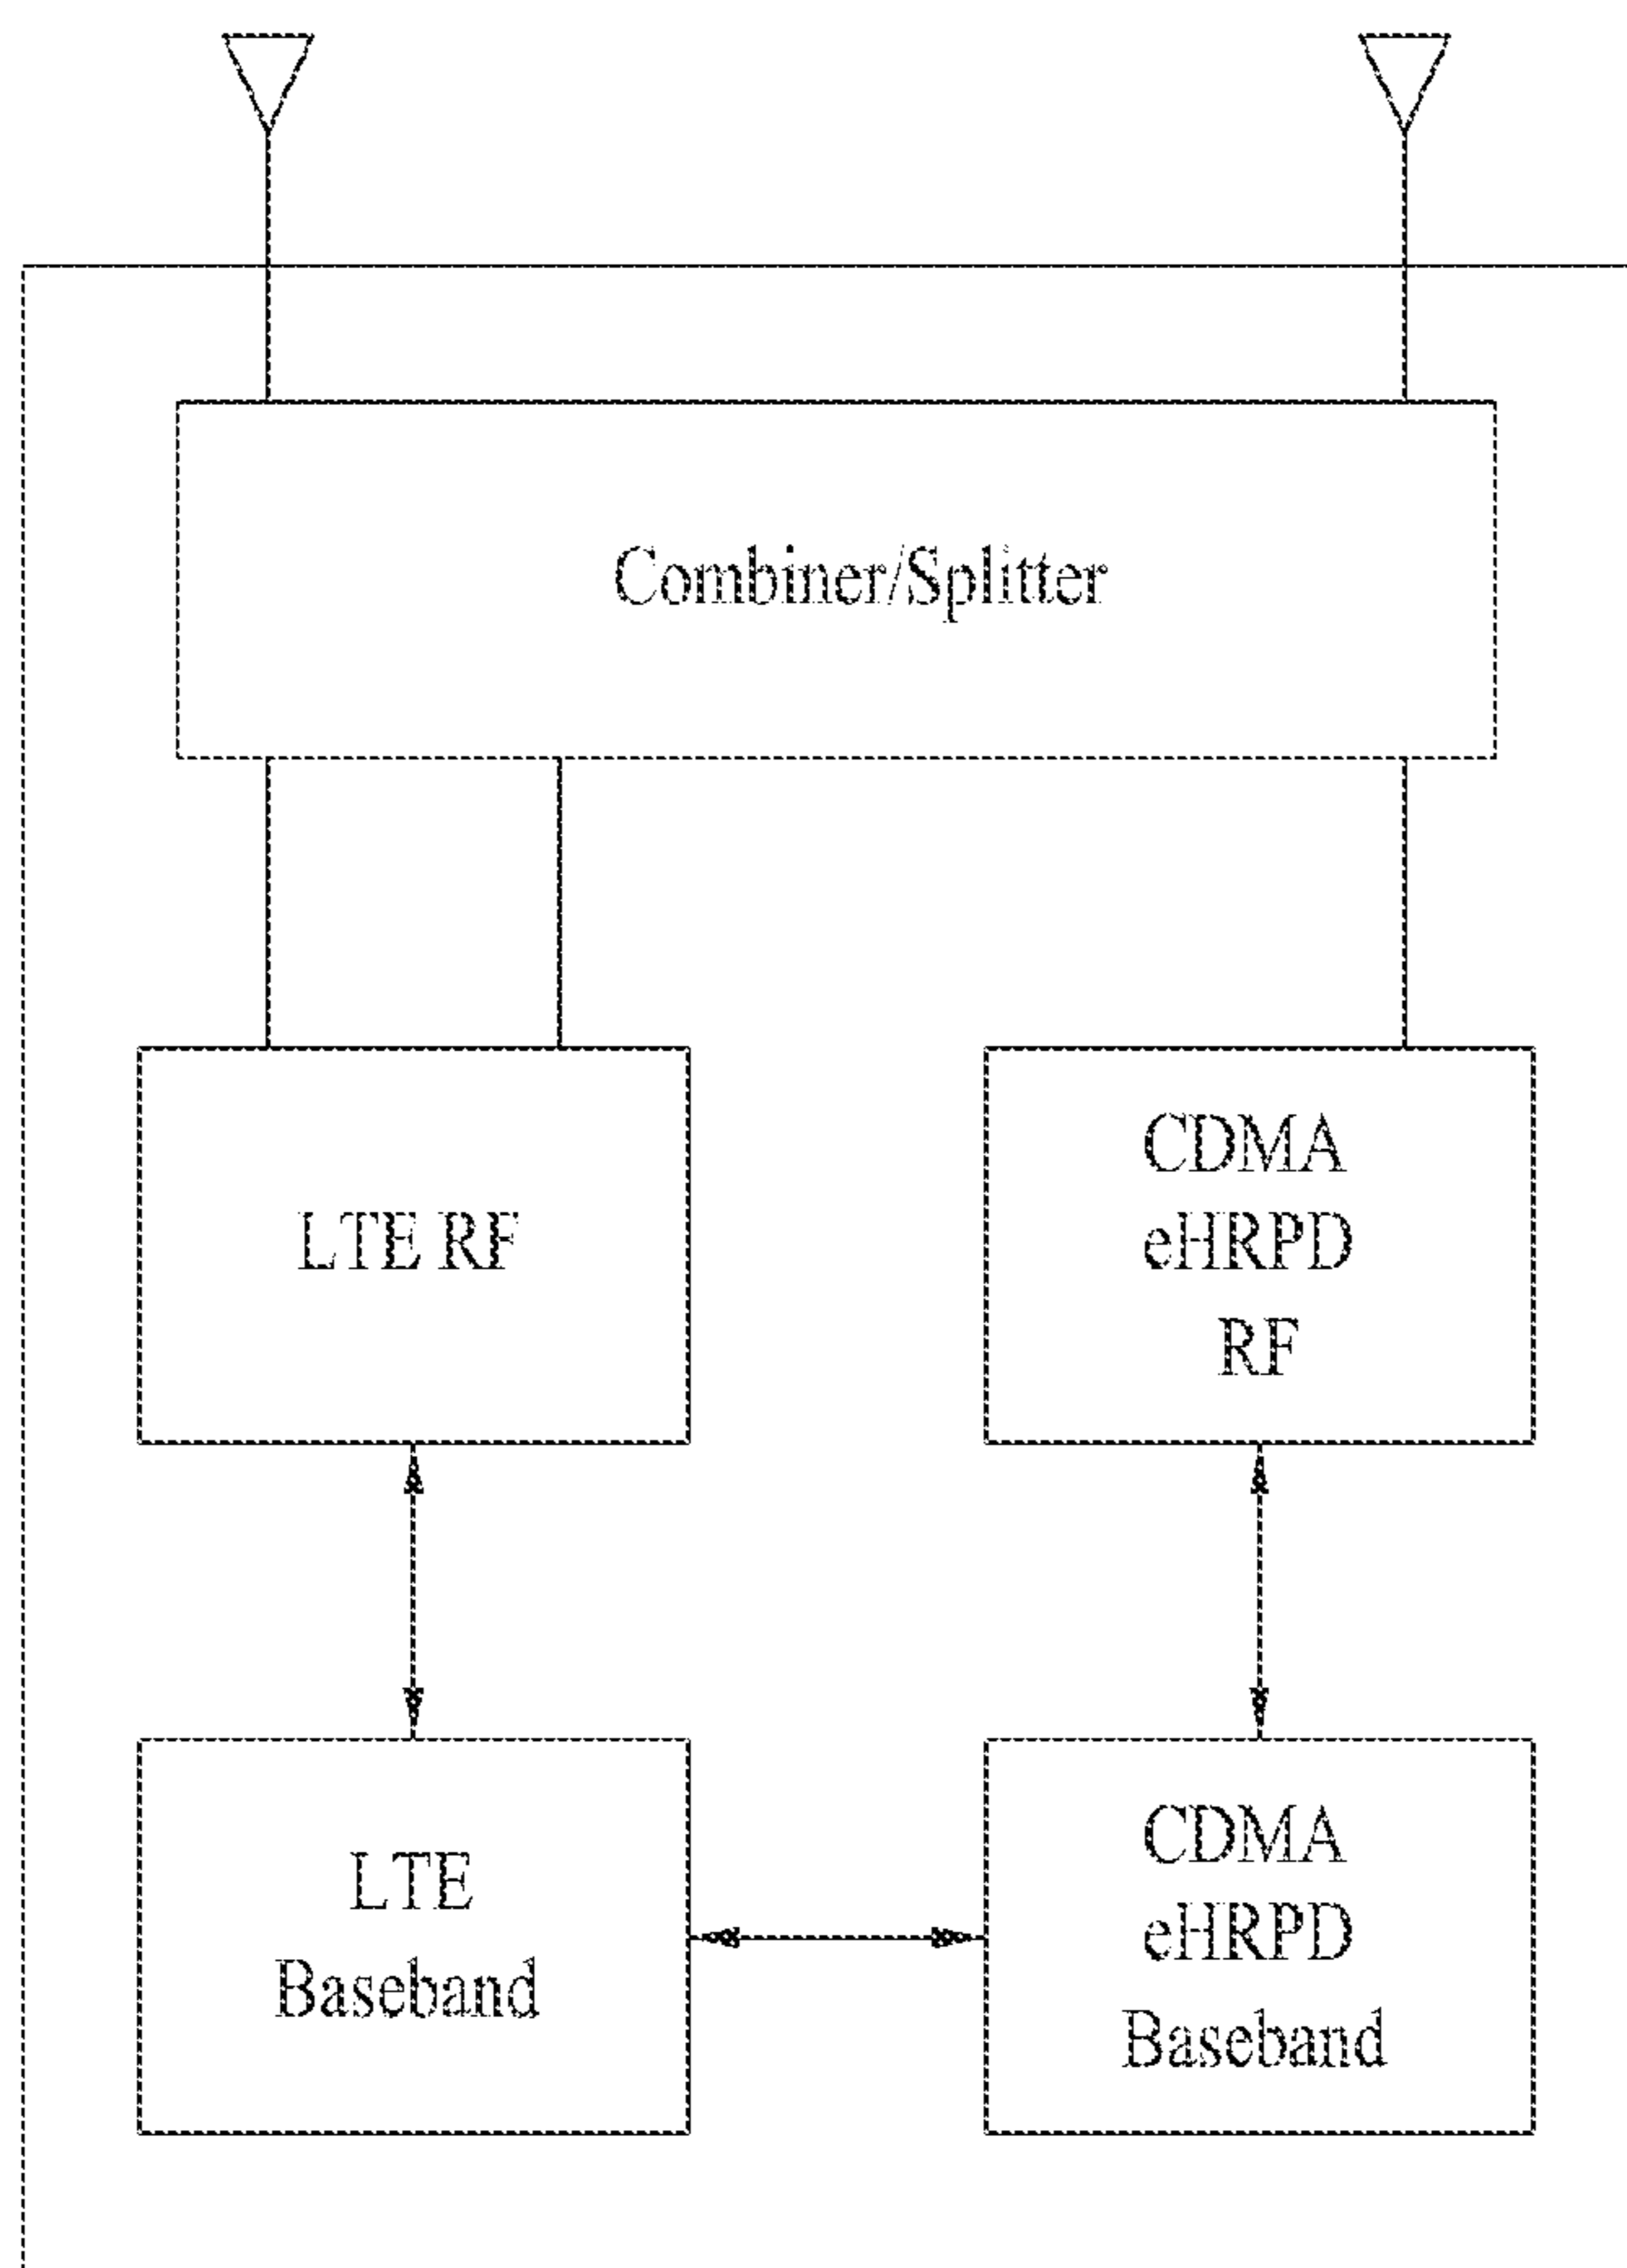 Combiner/Splitter
LTE RF
CDMA
eHRPD
RF
LTE
Baseband
CDMA
eHRPD
Baseband